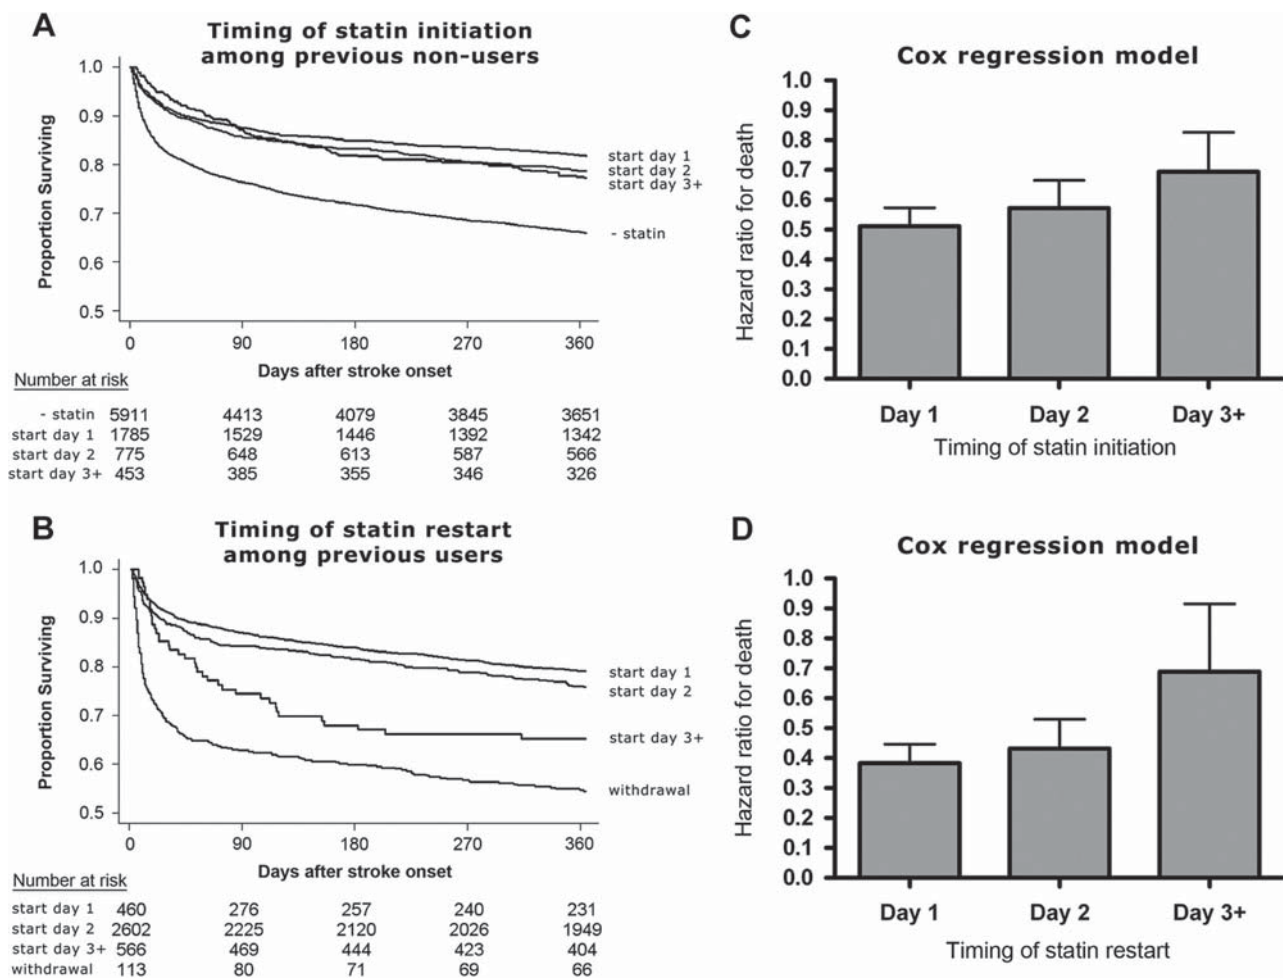 A
Timing of statin initiation
among previous non-users
Proportion Surviving
1.0
0.9
0.8
0.7
0.6
0.5
start day 1
start day 2
start day 3+
- statin
0 90 180 270 360
Days after stroke onset
Number at risk
- statin 5911 4413 4079 3845 3651
start day 1 1785 1529 1446 1392 1342
start day 2 775 648 613 587 566
start day 3+ 453 385 355 346 326
C
Cox regression model
Hazard ratio for death
1.0
0.9
0.8
0.7
0.6
0.5
0.4
0.3
0.2
0.1
0.0
Day 1 Day 2 Day 3+
Timing of statin initiation
B
Timing of statin restart
among previous users
Proportion Surviving
1.0
0.9
0.8
0.7
0.6
0.5
start day 1
start day 2
start day 3+
withdrawal
0 90 180 270 360
Days after stroke onset
Number at risk
start day 1 460 276 257 240 231
start day 2 2602 2225 2120 2026 1949
start day 3+ 566 469 444 423 404
withdrawal 113 80 71 69 66
D
Cox regression model
Hazard ratio for death
1.0
0.9
0.8
0.7
0.6
0.5
0.4
0.3
0.2
0.1
0.0
Day 1 Day 2 Day 3+
Timing of statin restart